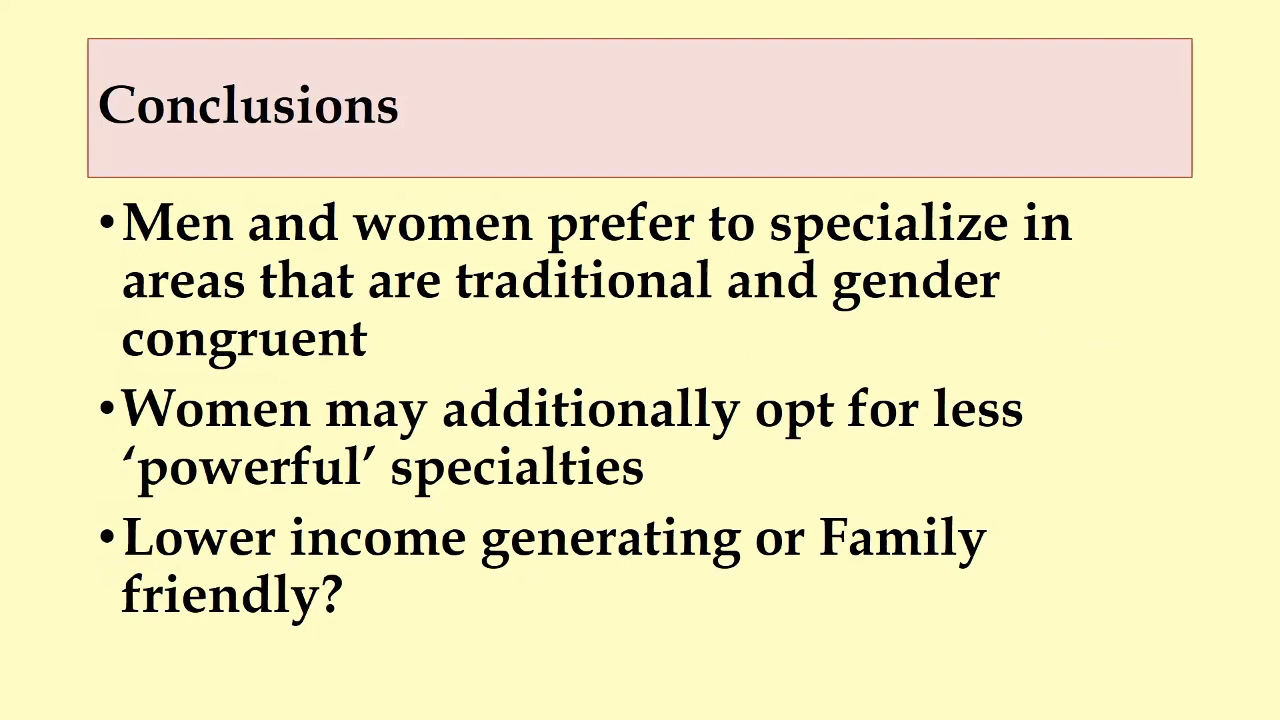 Conclusions
•Men and women prefer to specialize in
areas that are traditional and gender
congruent
•Women may additionally opt for less
‘powerful’ specialties
•Lower income generating or Family
friendly?